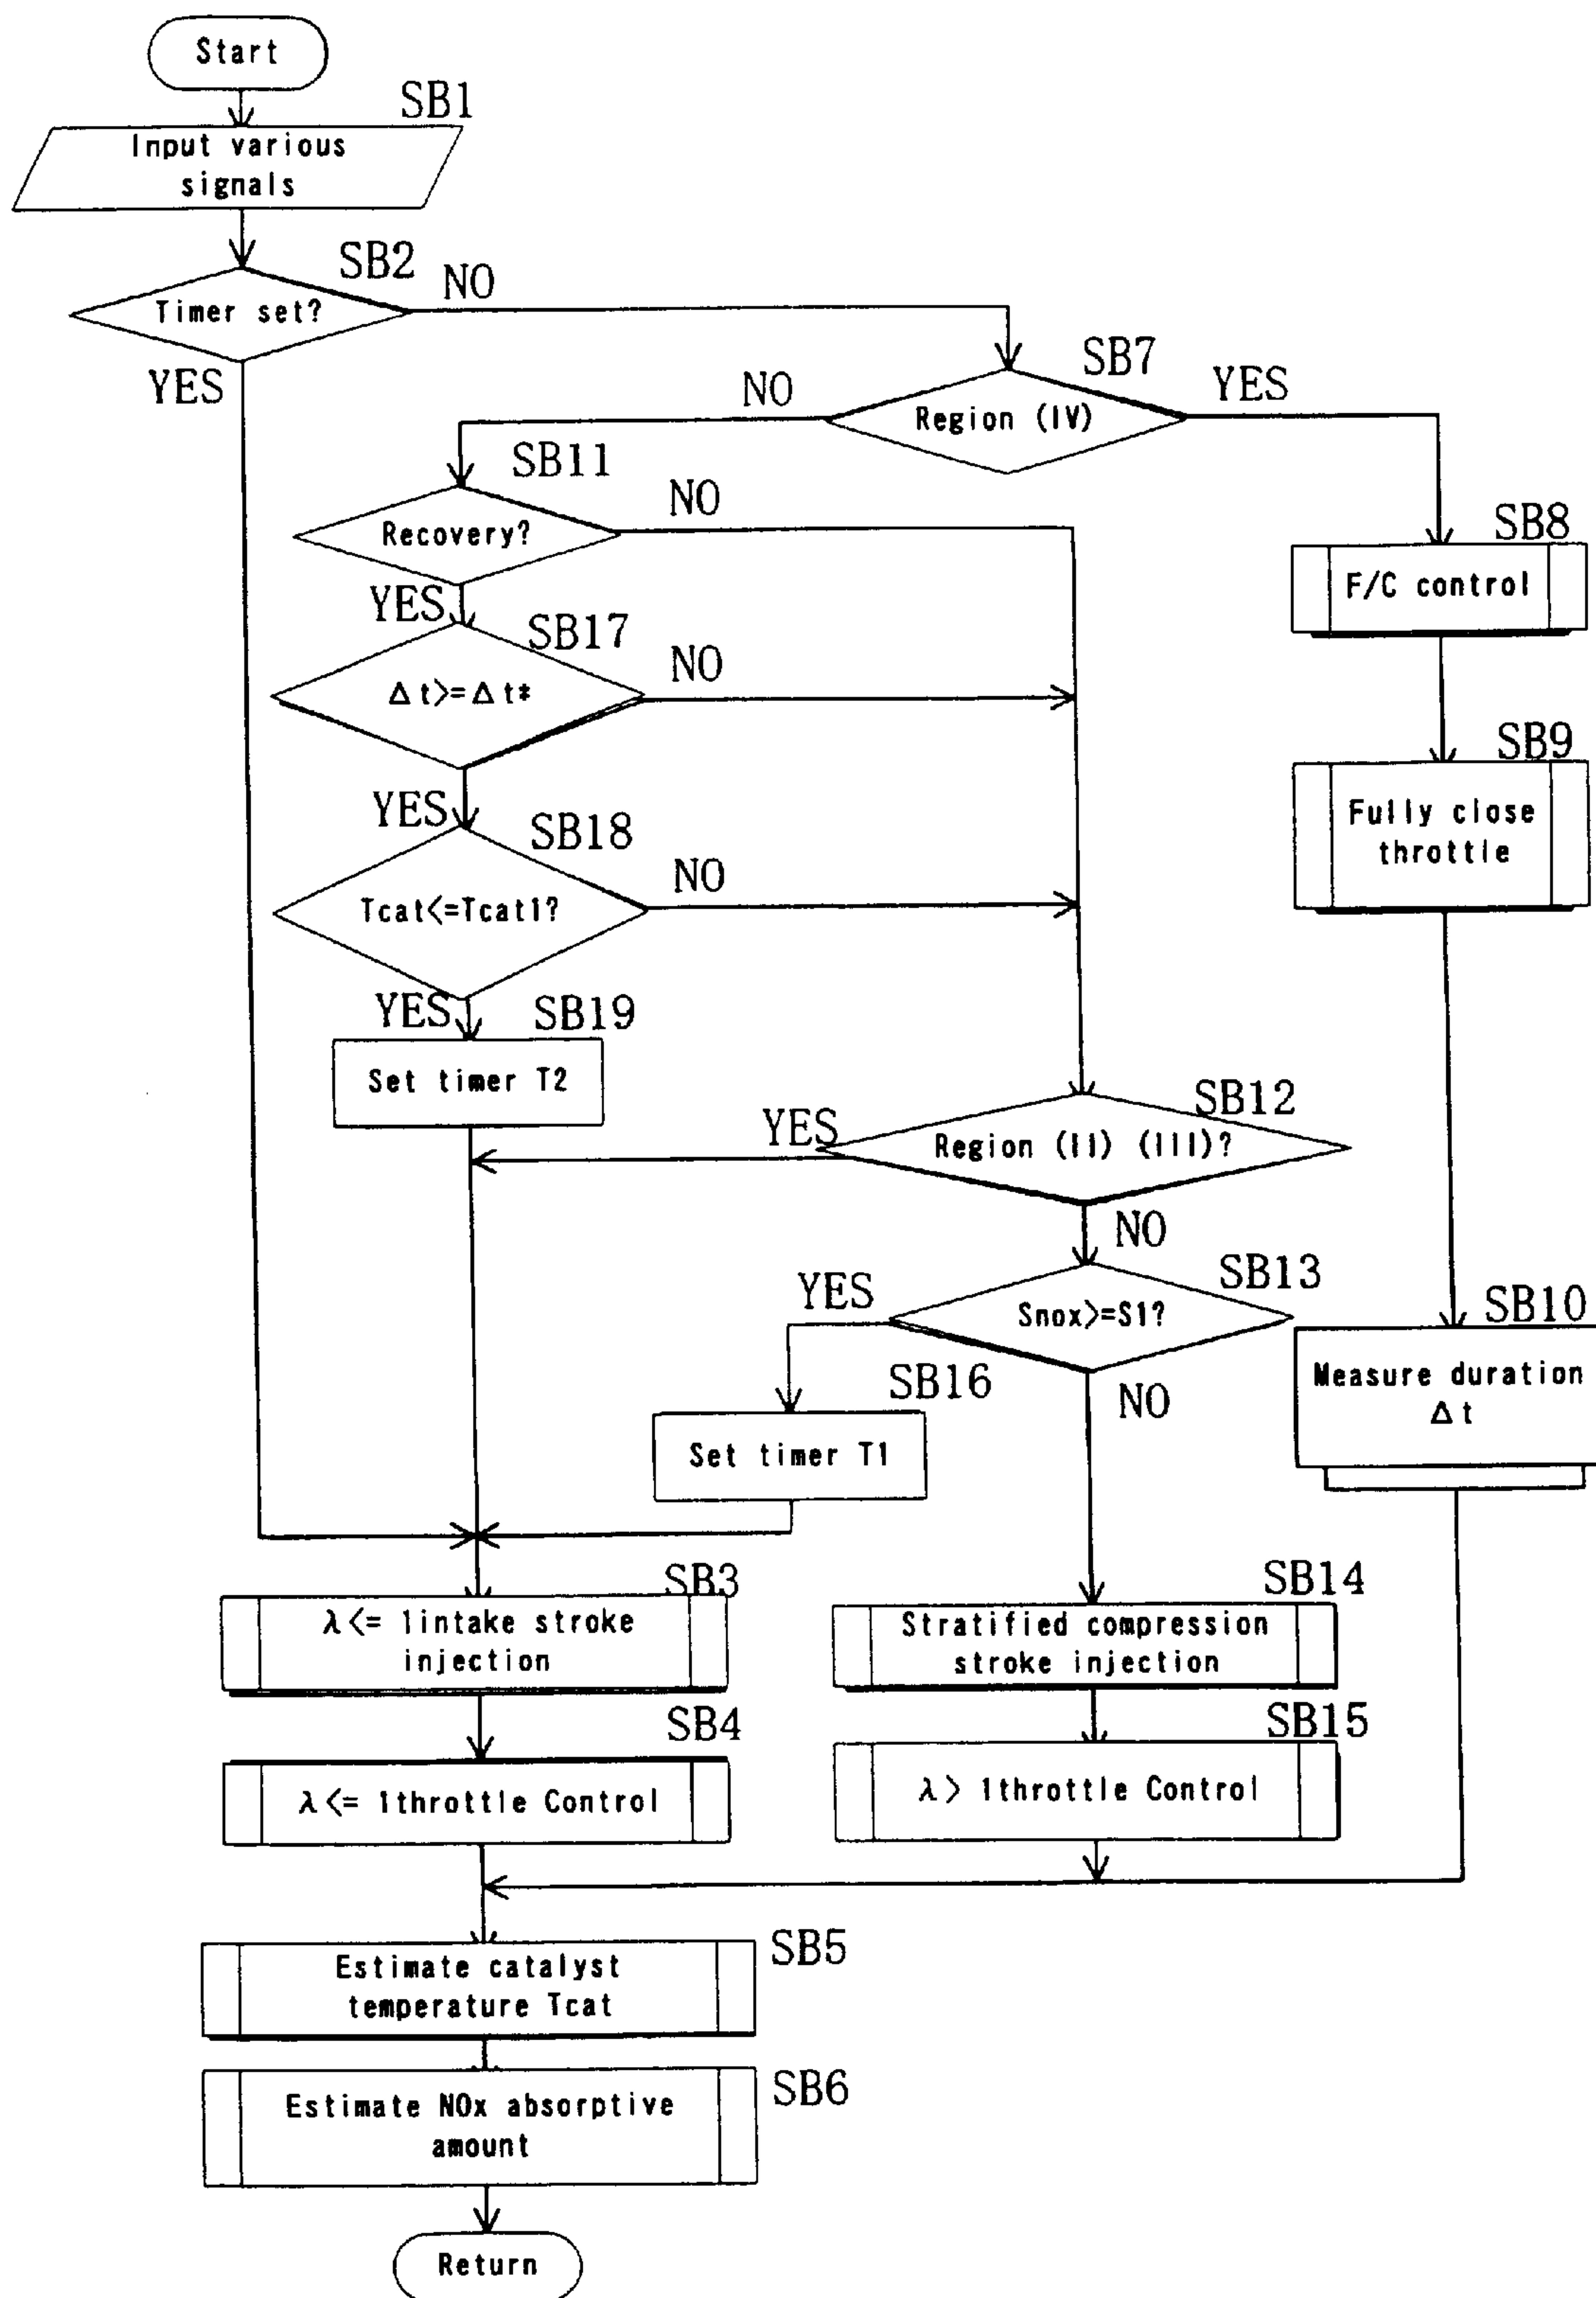 Start
SB1
Input various
signals
SB2
NO
Timer set?
YES
SB7
NO
YES
Region (IV)
SB11
NO
Recovery?
SB8
F/C control
YES
SB17
NO
Δt>=Δt*
SB9
Fully close
throttle
YES
SB18
NO
Tcat<=Tcat1?
YES
SB19
Set timer T2
SB12
YES
Region (II) (III)?
NO
SB13
YES
Snox>=S1?
SB10
Measure duration
Δt
SB16
NO
Set timer T1
SB3
λ<= 1intake stroke
injection
SB14
Stratified compression
stroke injection
SB4
λ<= 1throttle Control
SB15
λ> 1throttle Control
SB5
Estimate catalyst
temperature Tcat
SB6
Estimate NOx absorptive
amount
Return